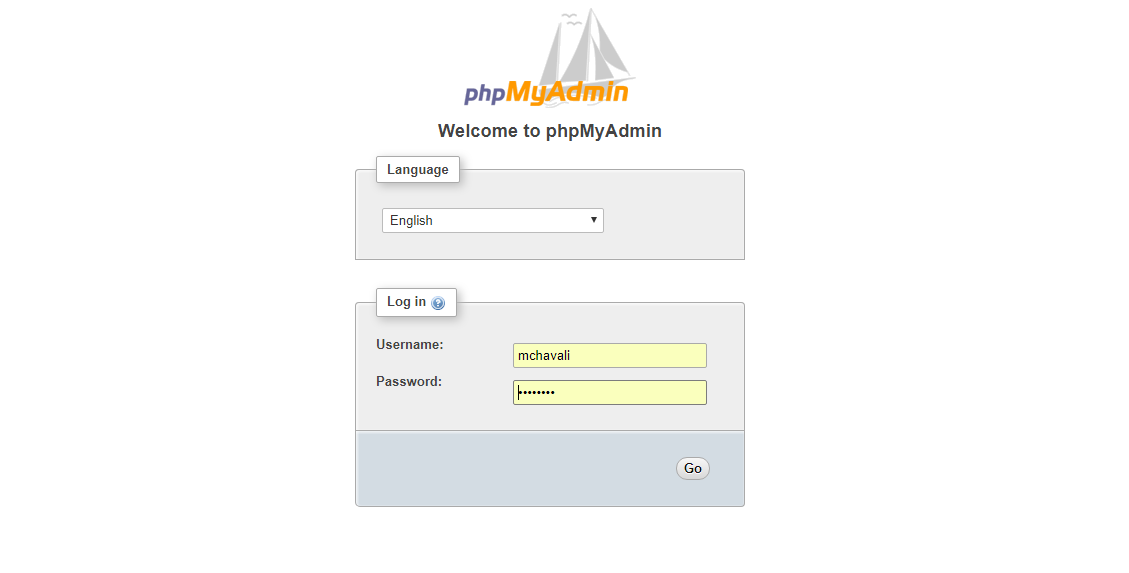 phpMyAdmin
Welcome to phpMyAdmin
Language
English
Log in
Username:
mchavali
Password:
••••••••
Go